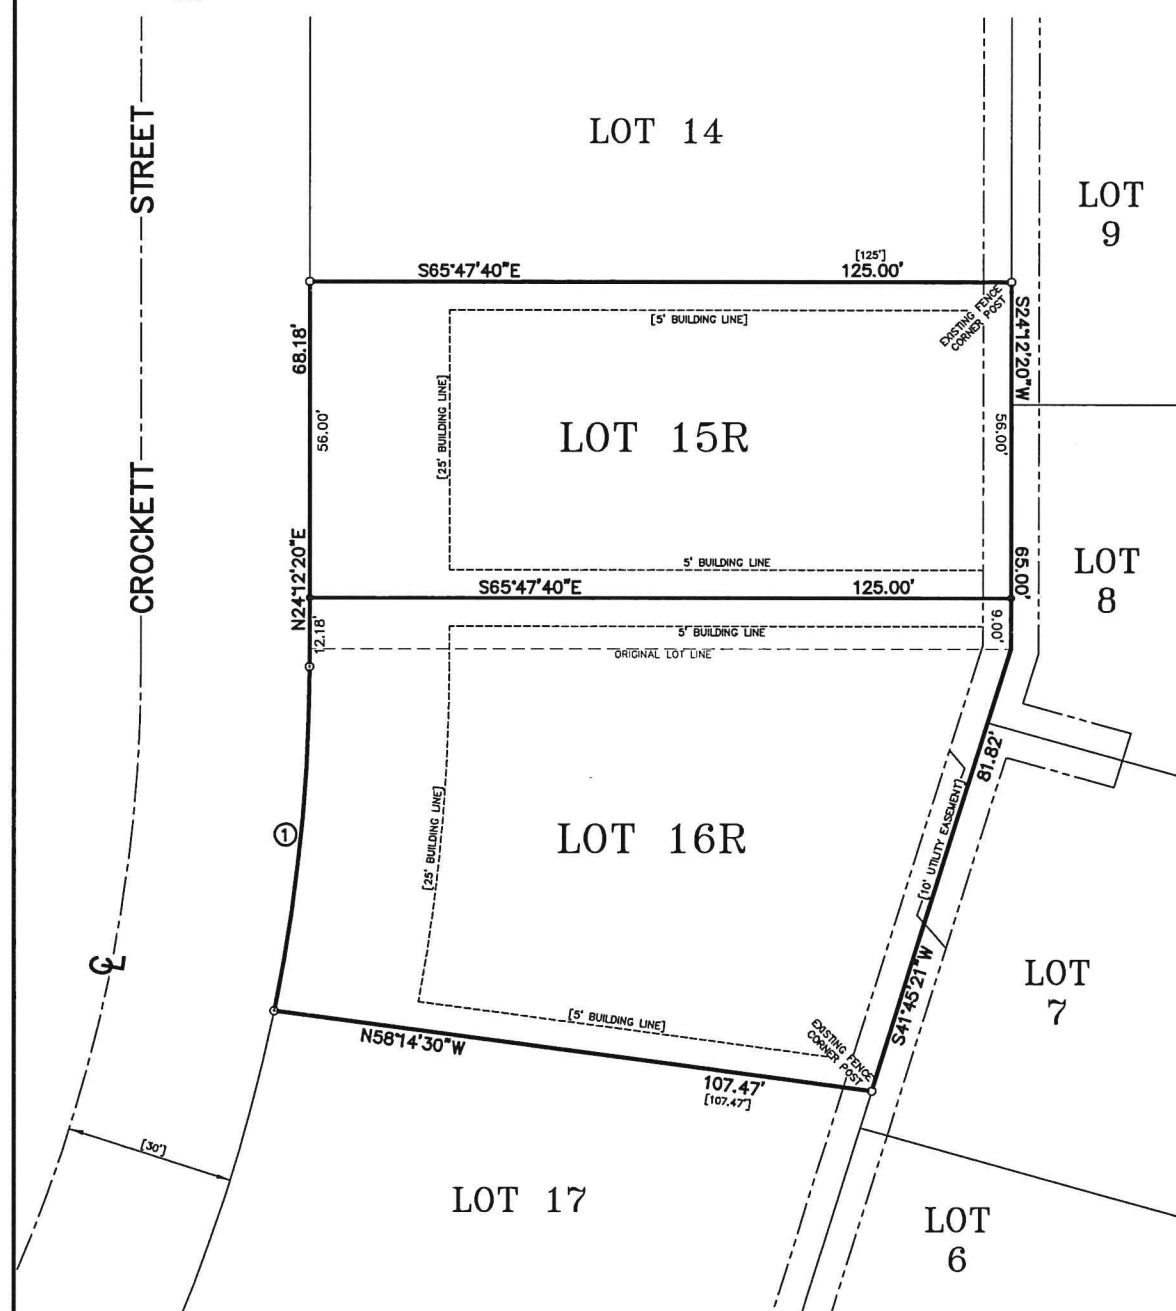 STREET
CROCKETT
LOT 14
LOT
9
S65°47'40"E
[125']
125.00'
EXISTING FENCE
CORNER POST
S24°12'20"W
68.18'
56.00'
N24°12'20"E
12.18'
[5' BUILDING LINE]
[25' BUILDING LINE]
LOT 15R
56.00'
65.00'
5' BUILDING LINE
S65°47'40"E
125.00'
9.00'
LOT
8
5' BUILDING LINE
ORIGINAL LOT LINE
81.82'
[10' UTILITY EASEMENT]
1
[25' BUILDING LINE]
LOT 16R
S41°45'21"W
LOT
7
CL
[5' BUILDING LINE]
EXISTING FENCE
CORNER POST
N58°14'30"W
107.47'
[107.47']
[30']
LOT 17
LOT
6